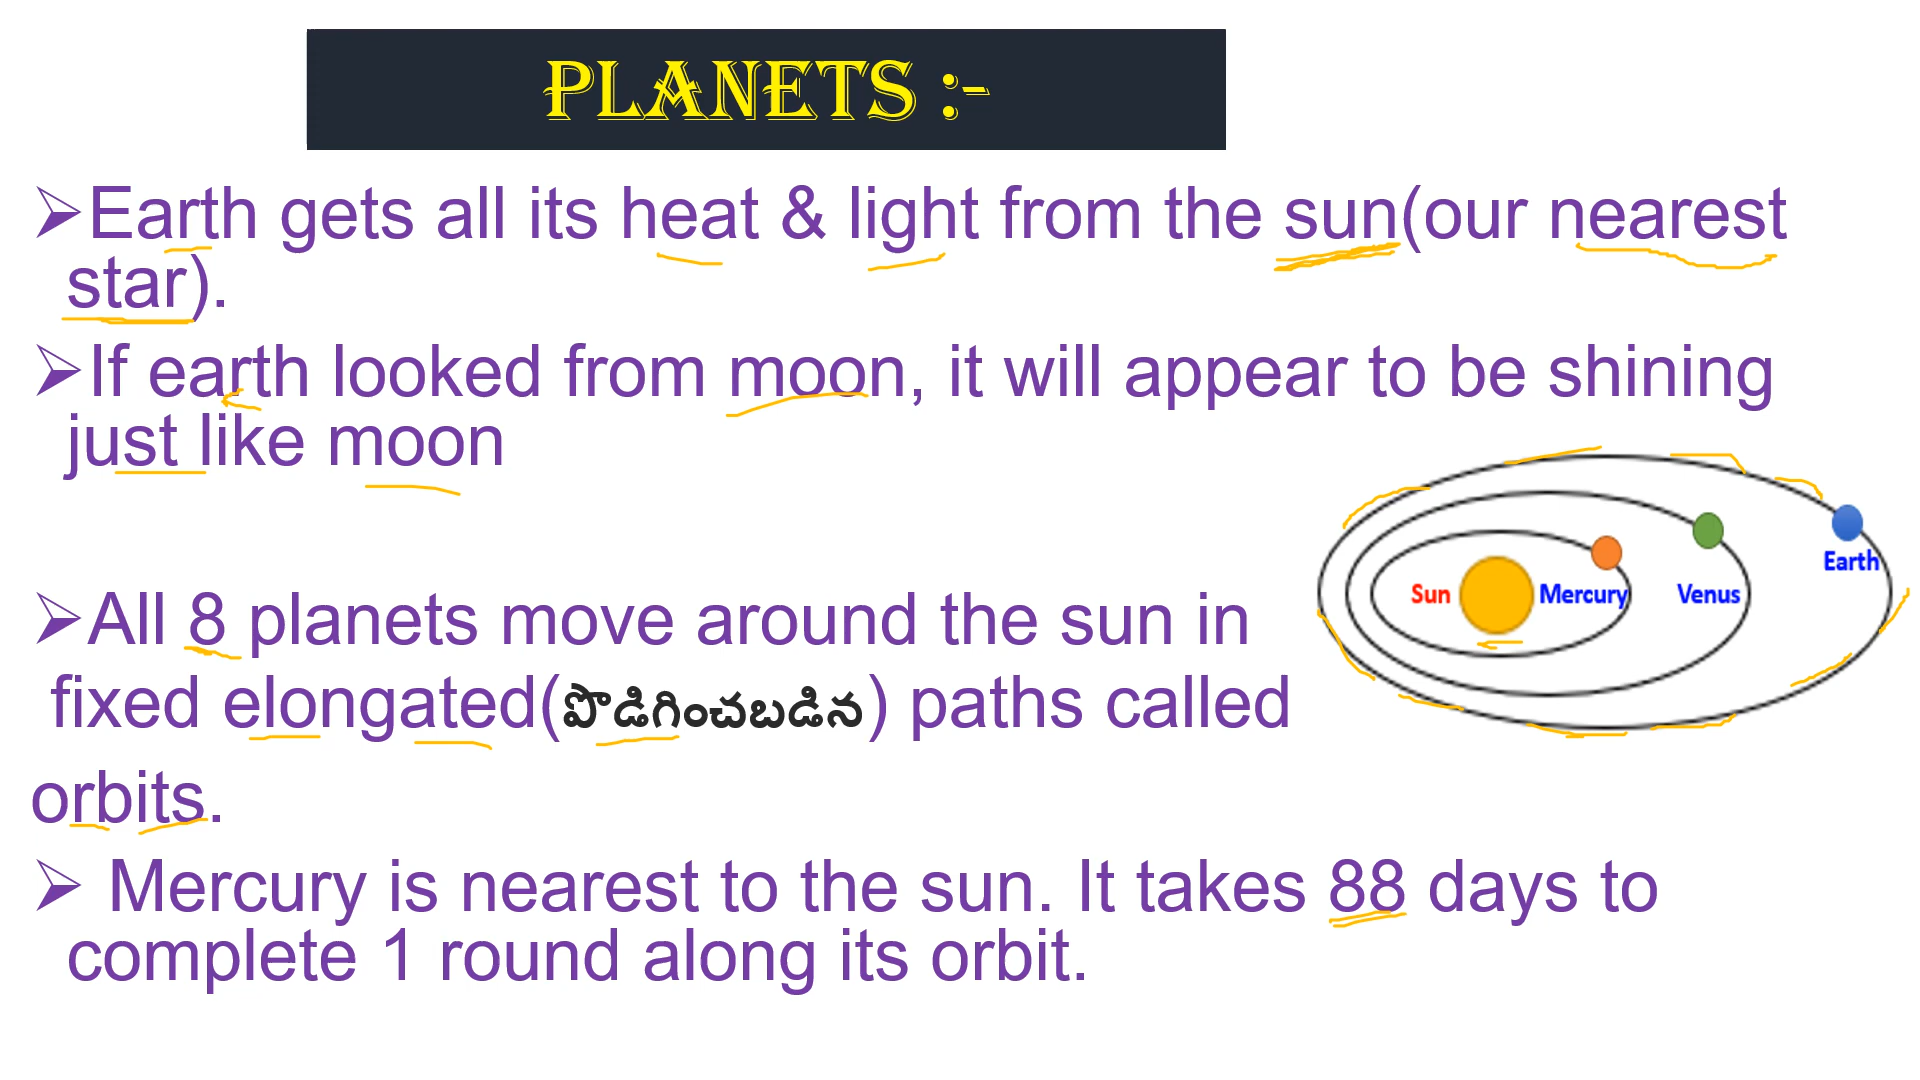 PLANETS :-
➢Earth gets all its heat & light from the sun(our nearest
star).
➢If earth looked from moon, it will appear to be shining
just like moon
➢All 8 planets move around the sun in
fixed elongated(పొడిగించబడిన) paths called
orbits.
➢ Mercury is nearest to the sun. It takes 88 days to
complete 1 round along its orbit.
Sun
Mercury
Venus
Earth